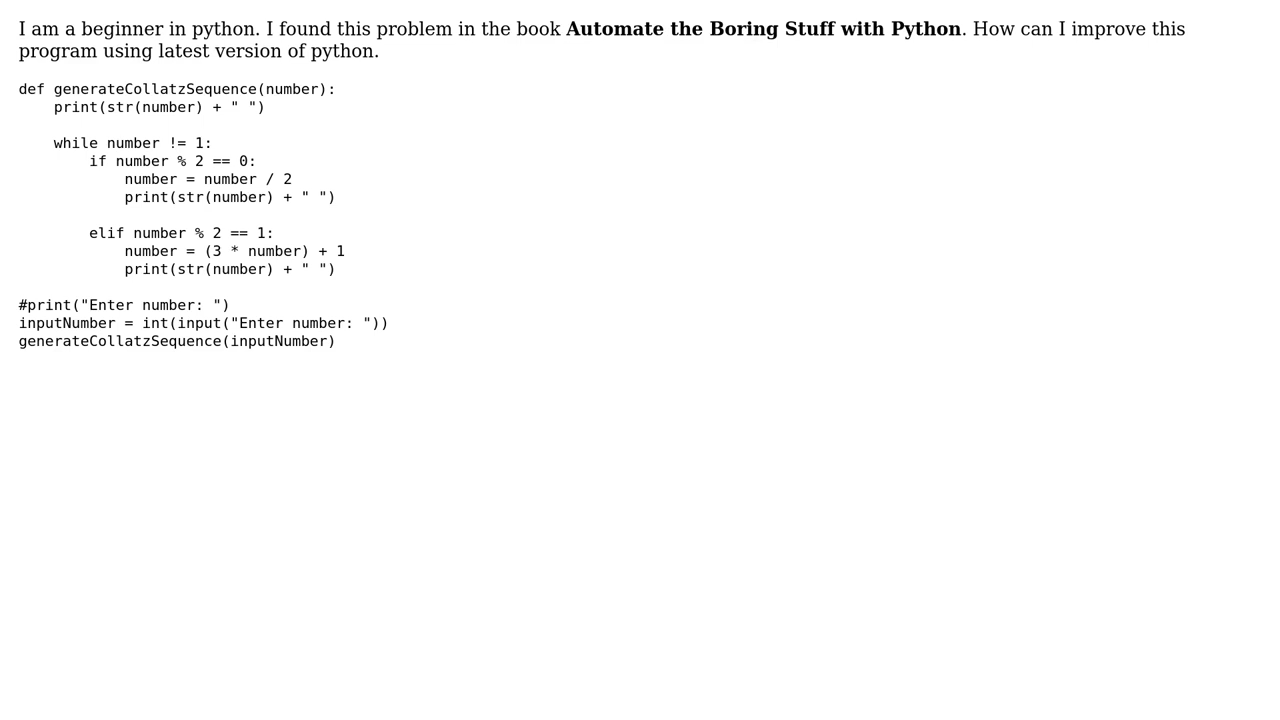 I am a beginner in python. I found this problem in the book Automate the Boring Stuff with Python. How can I improve this
program using latest version of python.
def generateCollatzSequence(number):
    print(str(number) + " ")

    while number != 1:
        if number % 2 == 0:
            number = number / 2
            print(str(number) + " ")

        elif number % 2 == 1:
            number = (3 * number) + 1
            print(str(number) + " ")

#print("Enter number: ")
inputNumber = int(input("Enter number: "))
generateCollatzSequence(inputNumber)